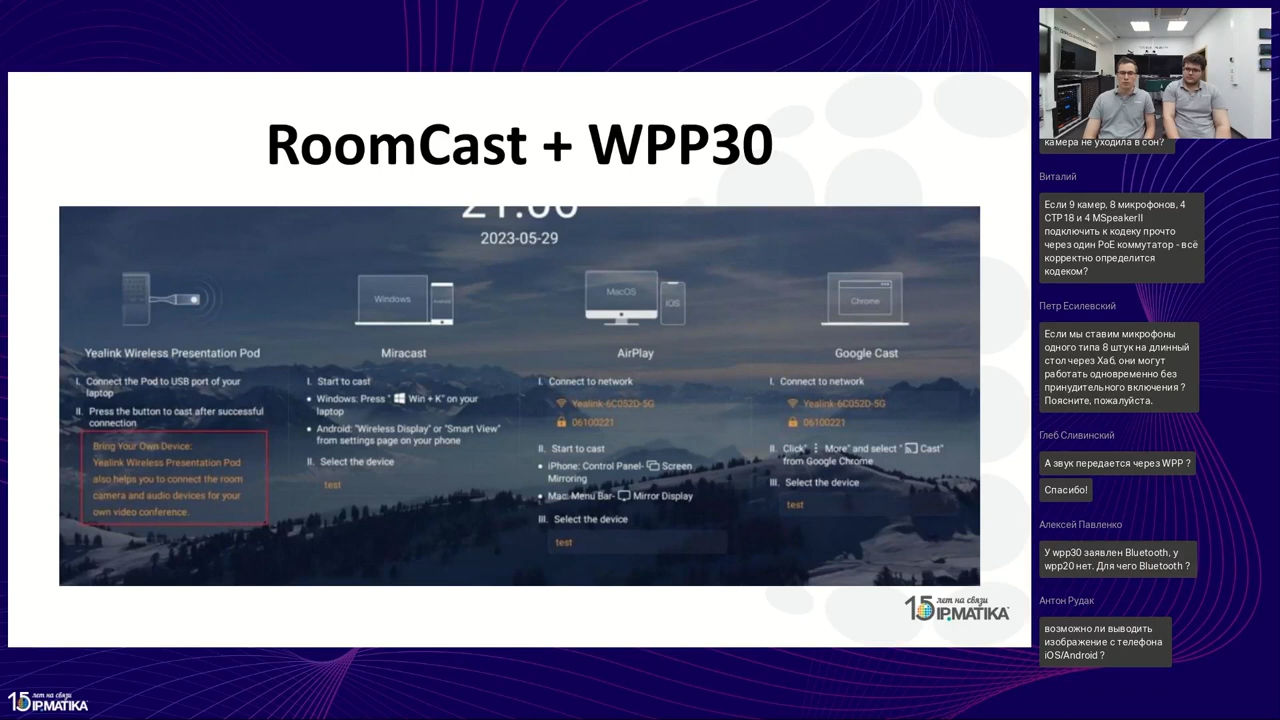 RoomCast + WPP30
2023-05-29
Windows
Android
MacOS
iOS
Chrome
Yealink Wireless Presentation Pod
I. Connect the Pod to USB port of your
laptop
II. Press the button to cast after successful
connection
Bring Your Own Device:
Yealink Wireless Presentation Pod
also helps you to connect the room
camera and audio devices for your
own video conference.
Miracast
I. Start to cast
• Windows: Press " Win + K" on your
laptop
• Android: "Wireless Display" or "Smart View"
from settings page on your phone
II. Select the device
test
AirPlay
I. Connect to network
Yealink-6C052D-5G
06100221
II. Start to cast
• iPhone: Control Panel- Screen
Mirroring
• Mac: Menu Bar- Mirror Display
III. Select the device
test
Google Cast
I. Connect to network
Yealink-6C052D-5G
06100221
II. Click" ⋮ More" and select " Cast"
from Google Chrome
III. Select the device
test
15 лет на связи
IPMATIKA
15 лет на связи
IPMATIKA
камера не уходила в сон?
Виталий
Если 9 камер, 8 микрофонов, 4
CTP18 и 4 MSpeakerII
подключить к кодеку прочто
через один PoE коммутатор - всё
корректно определится
кодеком?
Петр Есилевский
Если мы ставим микрофоны
одного типа 8 штук на длинный
стол через Хаб, они могут
работать одновременно без
принудительного включения ?
Поясните, пожалуйста.
Глеб Сливинский
А звук передается через WPP ?
Спасибо!
Алексей Павленко
У wpp30 заявлен Bluetooth, у
wpp20 нет. Для чего Bluetooth ?
Антон Рудак
возможно ли выводить
изображение с телефона
iOS/Android ?